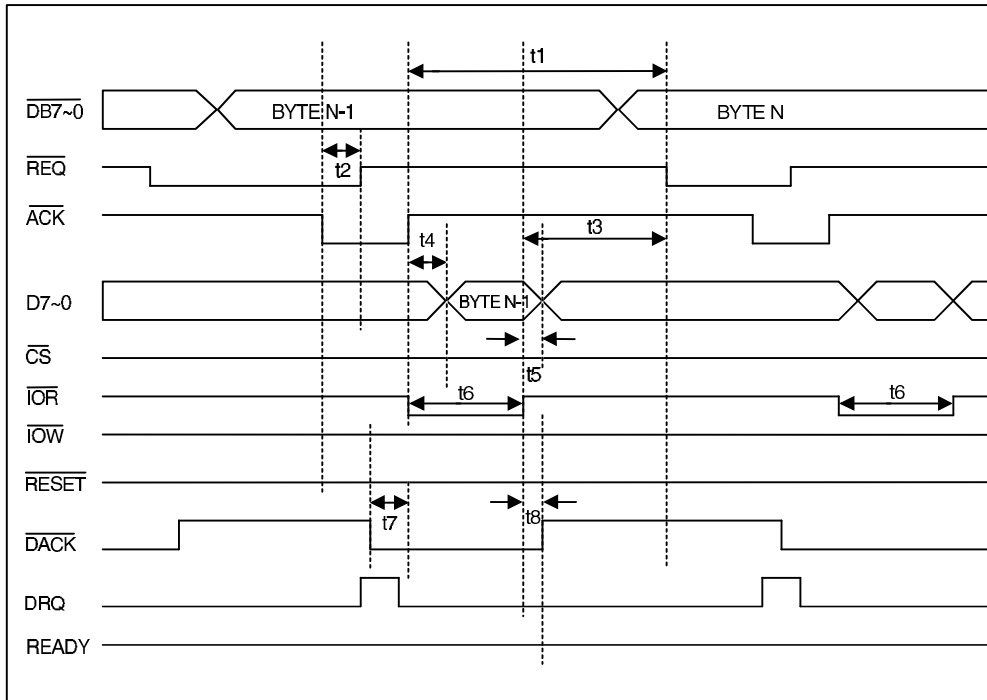 t1
DB7~0 BYTE N-1 BYTE N
REQ t2
ACK
t4 t3
D7~0 BYTE N-1
CS
t5
IOR t6 t6
IOW
RESET
t7 t8
DACK
DRQ
READY